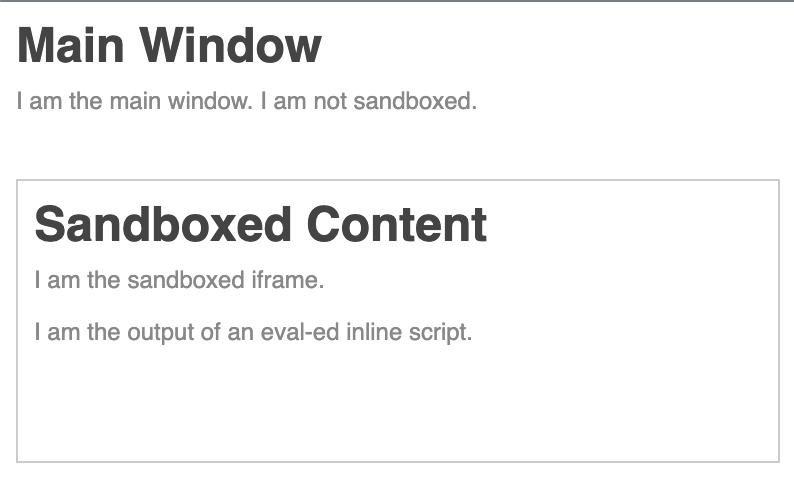 Main Window
I am the main window. I am not sandboxed.
Sandboxed Content
I am the sandboxed iframe.
I am the output of an eval-ed inline script.